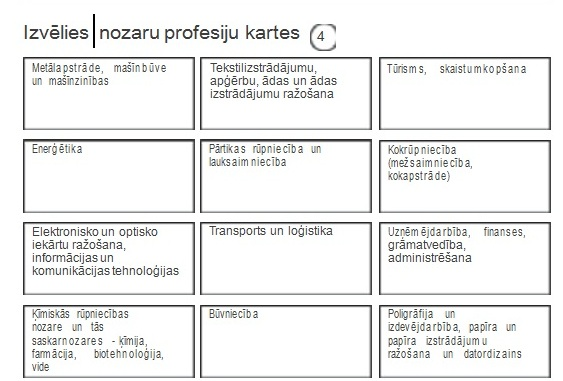 Izvēlies nozaru profesiju kartes 4
Metālapstrāde, mašīnbūve
un mašīnzinības
Tekstilizstrādājumu,
apģērbu, ādas un ādas
izstrādājumu ražošana
Tūrisms, skaistumkopšana
Enerģētika
Pārtikas rūpniecība un
lauksaimniecība
Kokrūpniecība
(mežsaimniecība,
kokapstrāde)
Elektronisko un optisko
iekārtu ražošana,
informācijas un
komunikācijas tehnoloģijas
Transports un loģistika
Uzņēmējdarbība, finanses,
grāmatvedība,
administrēšana
Ķīmiskās rūpniecības
nozare un tās
saskarnozares - ķīmija,
farmācija, biotehnoloģija,
vide
Būvniecība
Poligrāfija un
izdevējdarbība, papīra un
papīra izstrādājumu
ražošana un datordizains